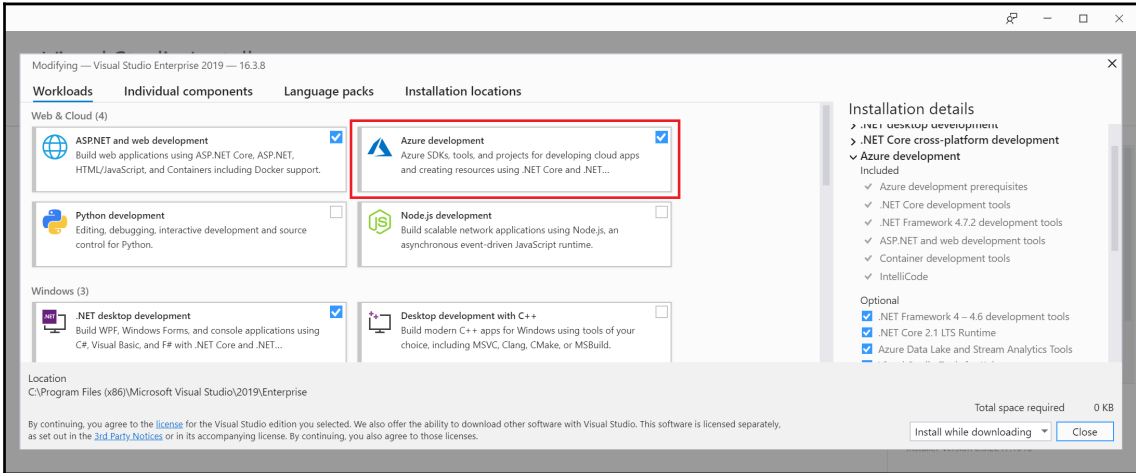 Modifying — Visual Studio Enterprise 2019 — 16.3.8
Workloads
Individual components
Language packs
Installation locations
Web & Cloud (4)
ASP.NET and web development
Build web applications using ASP.NET Core, ASP.NET,
HTML/JavaScript, and Containers including Docker support.
Azure development
Azure SDKs, tools, and projects for developing cloud apps
and creating resources using .NET Core and .NET...
Python development
Editing, debugging, interactive development and source
control for Python.
JS
Node.js development
Build scalable network applications using Node.js, an
asynchronous event-driven JavaScript runtime.
Windows (3)
.NET
.NET desktop development
Build WPF, Windows Forms, and console applications using
C#, Visual Basic, and F# with .NET Core and .NET...
Desktop development with C++
Build modern C++ apps for Windows using tools of your
choice, including MSVC, Clang, CMake, or MSBuild.
Location
C:\Program Files (x86)\Microsoft Visual Studio\2019\Enterprise
By continuing, you agree to the license for the Visual Studio edition you selected. We also offer the ability to download other software with Visual Studio. This software is licensed separately,
as set out in the 3rd Party Notices or in its accompanying license. By continuing, you also agree to those licenses.
Installation details
.NET desktop development
.NET Core cross-platform development
Azure development
Included
Azure development prerequisites
.NET Core development tools
.NET Framework 4.7.2 development tools
ASP.NET and web development tools
Container development tools
IntelliCode
Optional
.NET Framework 4 – 4.6 development tools
.NET Core 2.1 LTS Runtime
Azure Data Lake and Stream Analytics Tools
Total space required 0 KB
Install while downloading
Close